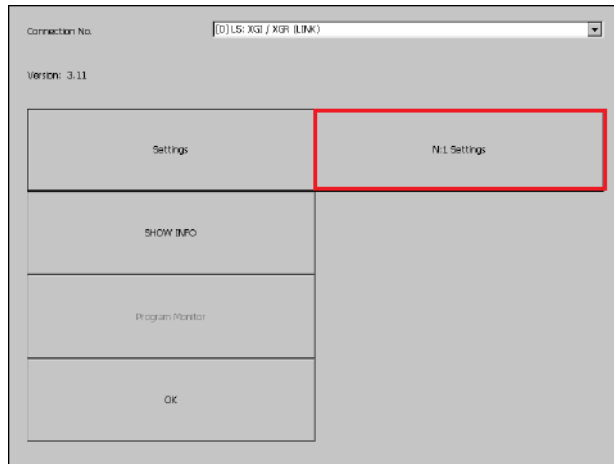 Connection No.
[0] LS: XGI / XGR (LINK)
Version: 3.11
Settings
N:1 Settings
SHOW INFO
Program Monitor
OK